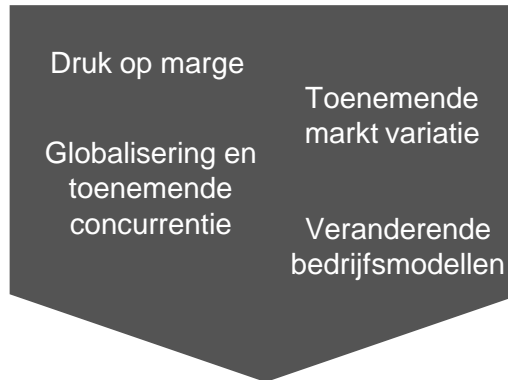 Druk op marge
Toenemende
markt variatie
Globalisering en
toenemende
concurrentie
Veranderende
bedrijfsmodellen